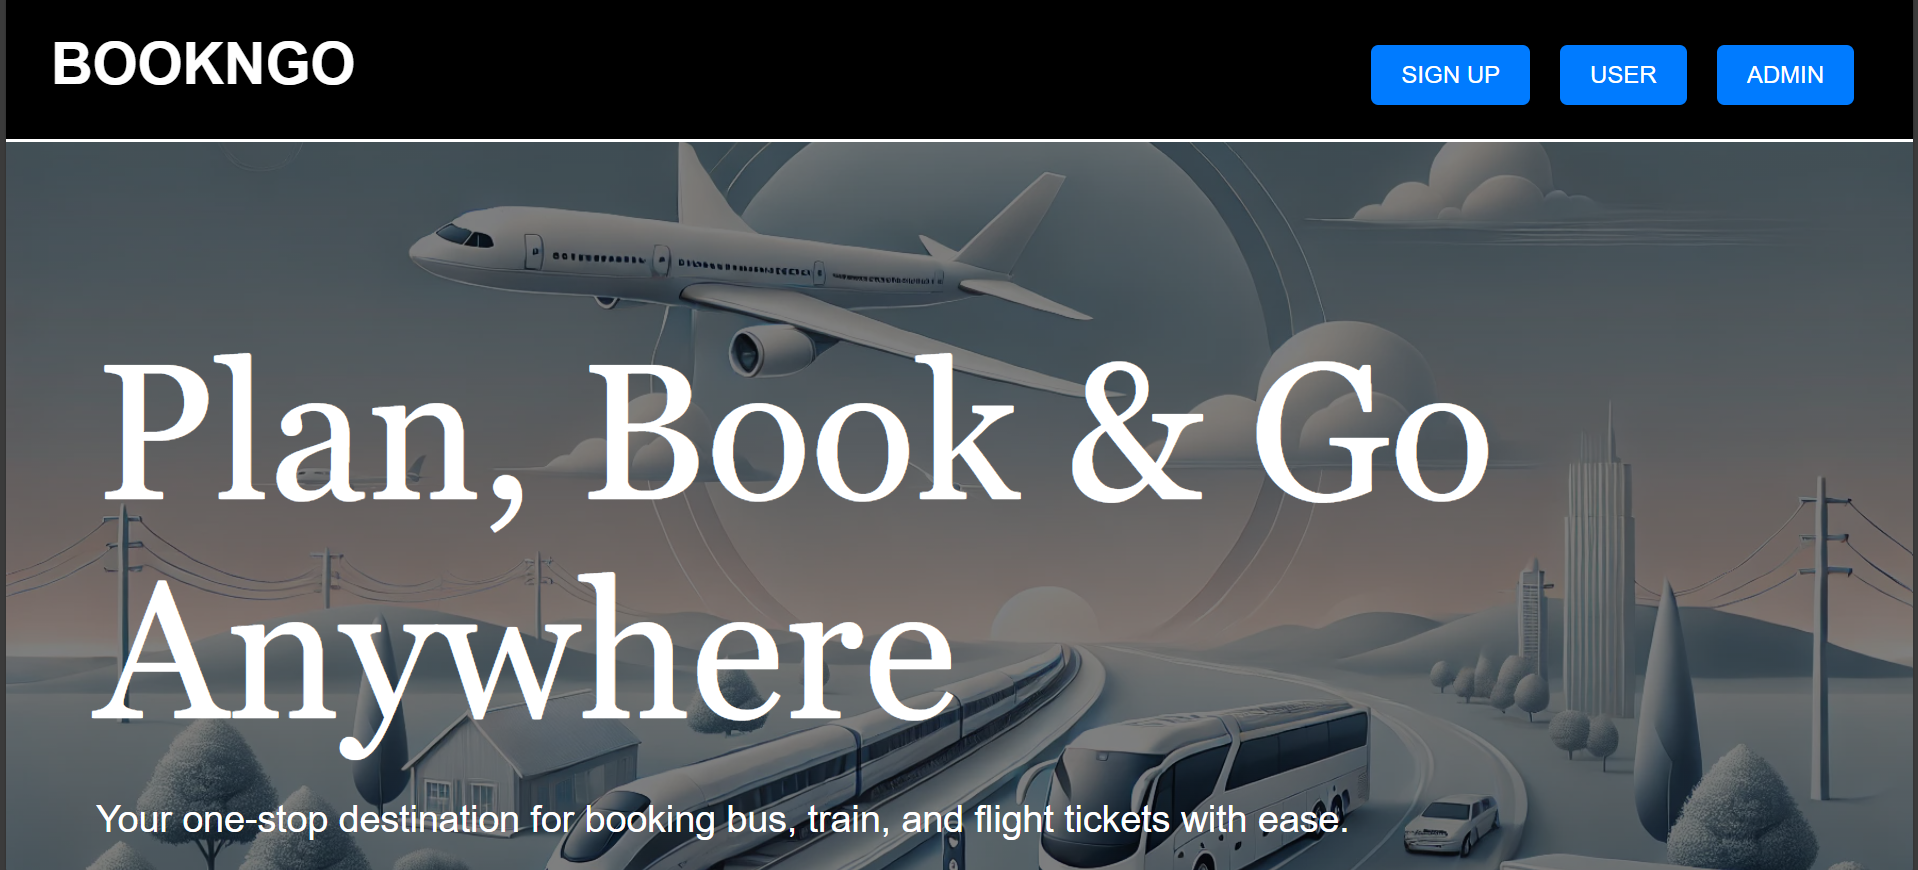 BOOKNGO
SIGN UP
USER
ADMIN
Plan, Book & Go
Anywhere
Your one-stop destination for booking bus, train, and flight tickets with ease.